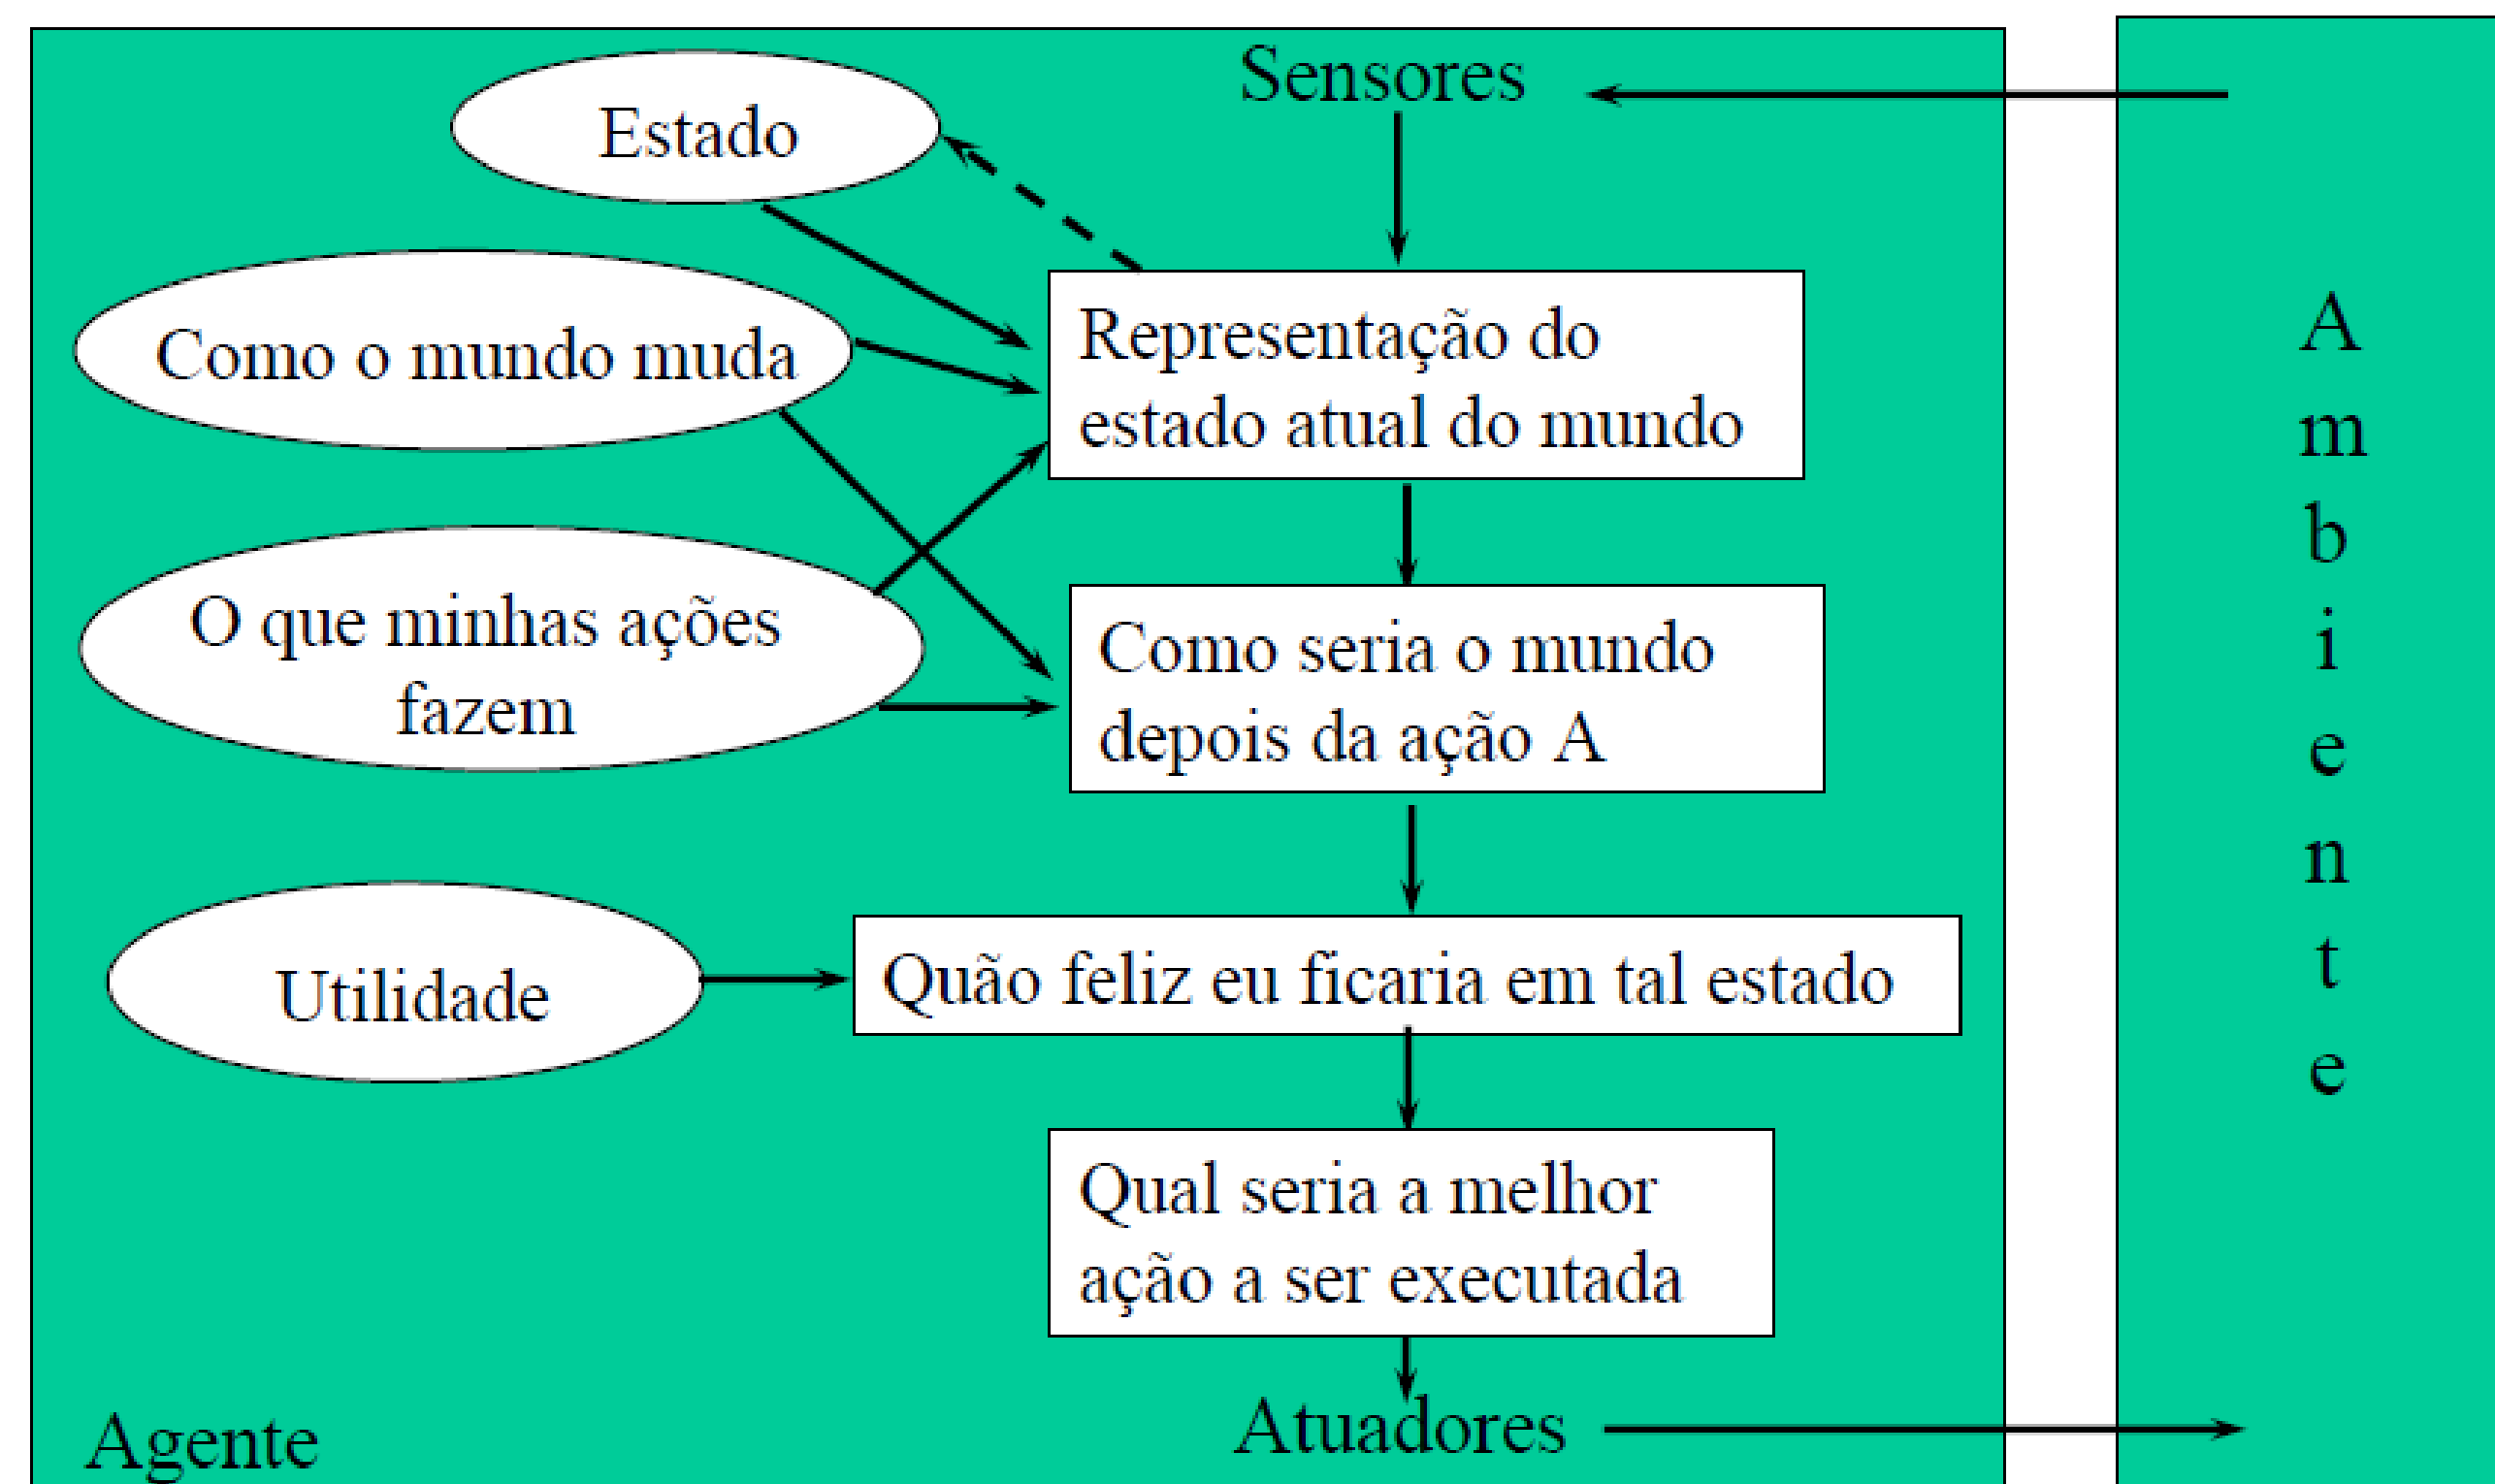 Sensores
Estado
Como o mundo muda
Representação do
estado atual do mundo
O que minhas ações
fazem
Como seria o mundo
depois da ação A
Utilidade
Quão feliz eu ficaria em tal estado
Qual seria a melhor
ação a ser executada
Agente
Atuadores
A
m
b
i
e
n
t
e